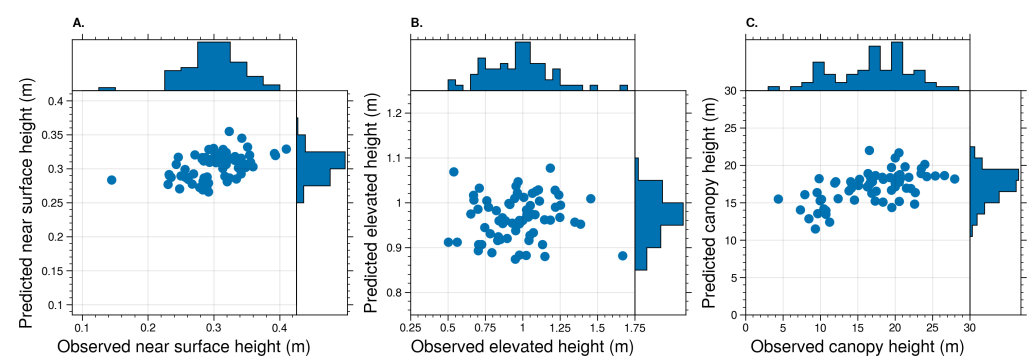 A.
B.
C.
Predicted near surface height (m)
0.4
0.35
0.3
0.25
0.2
0.15
0.1
0.1 0.2 0.3 0.4
Observed near surface height (m)
Predicted elevated height (m)
1.2
1.1
1
0.9
0.8
0.25 0.5 0.75 1 1.25 1.5 1.75
Observed elevated height (m)
Predicted canopy height (m)
30
25
20
15
10
5
0
0 5 10 15 20 25 30
Observed canopy height (m)